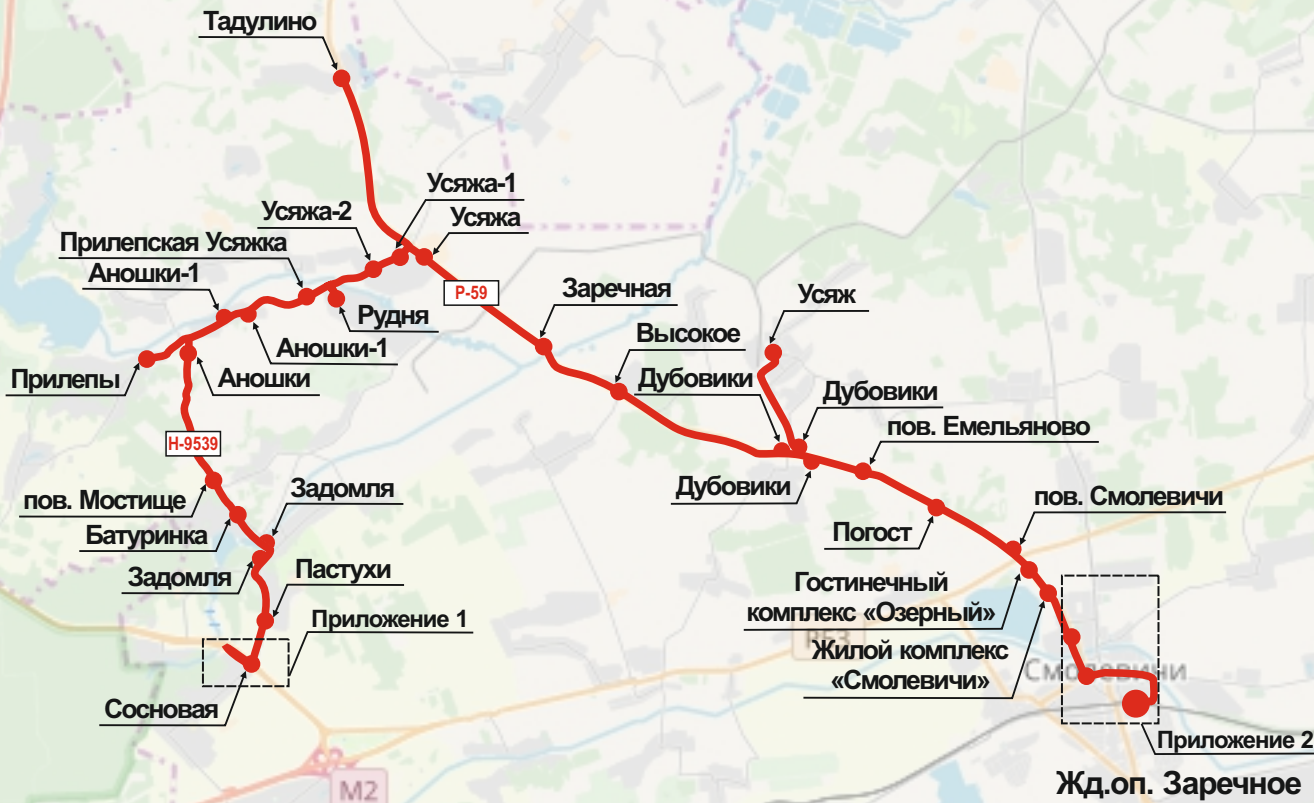 Тадулино
Усяжа-1
Усяжа-2
Усяжа
Прилепская Усяжка
Аношки-1
Р-59
Заречная
Усяж
Рудня
Высокое
Аношки-1
Дубовики
Прилепы
Аношки
Дубовики
пов. Емельяново
Н-9539
Дубовики
Задомля
пов. Мостище
пов. Смолевичи
Батуринка
Погост
Задомля
Пастухи
Гостинечный
комплекс «Озерный»
Приложение 1
Жилой комплекс
«Смолевичи»
Смолевичи
Сосновая
Приложение 2
Жд.оп. Заречное
М2